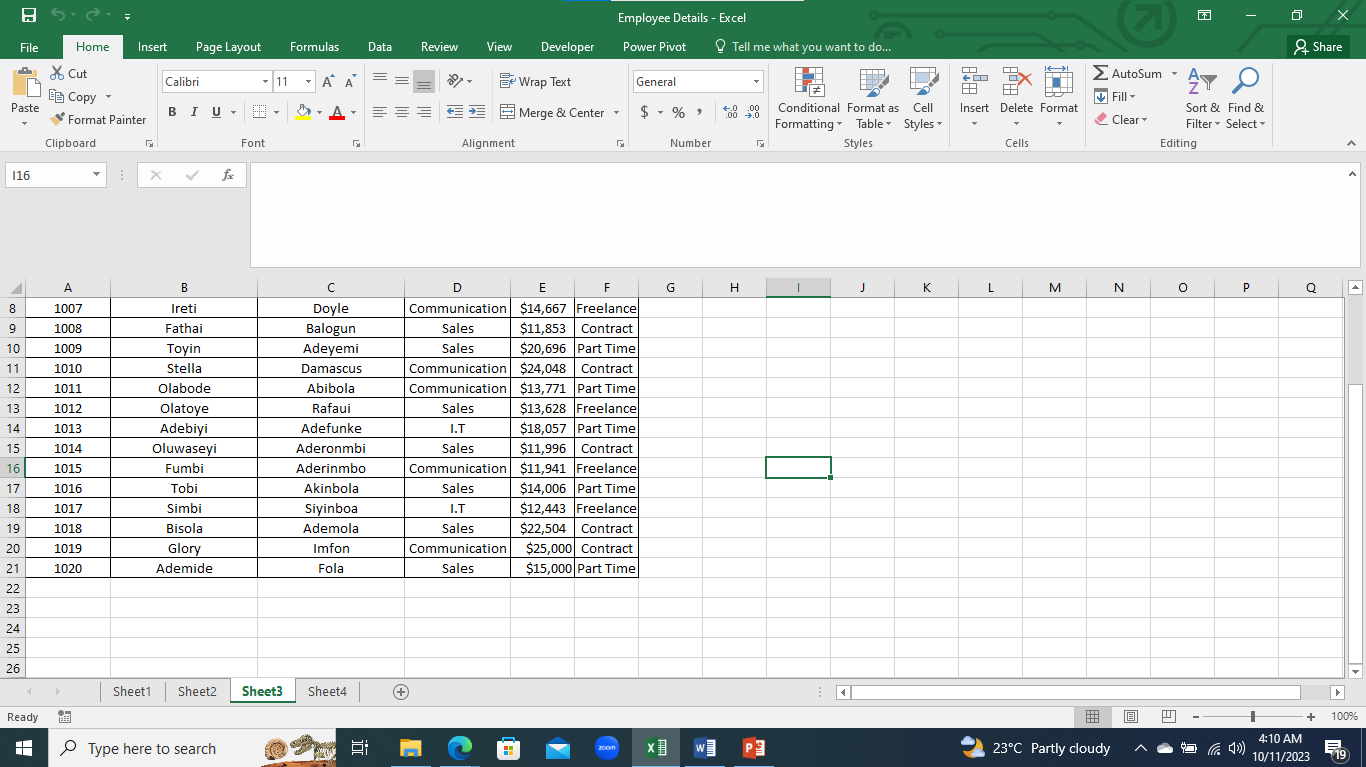 Employee Details - Excel
File Home Insert Page Layout Formulas Data Review View Developer Power Pivot Tell me what you want to do... Share
Cut
Copy
Format Painter
Paste
Clipboard
Calibri 11 A A
B I U A
Font
Wrap Text
Merge & Center
Alignment
General
$ % , .00 .00
Number
Conditional Formatting
Format as Table
Cell Styles
Styles
Insert Delete Format
Cells
AutoSum
Fill
Clear
Sort & Filter
Find & Select
Editing
I16 fx
A B C D E F G H I J K L M N O P Q
8 1007 Ireti Doyle Communication $14,667 Freelance
9 1008 Fathai Balogun Sales $11,853 Contract
10 1009 Toyin Adeyemi Sales $20,696 Part Time
11 1010 Stella Damascus Communication $24,048 Contract
12 1011 Olabode Abibola Communication $13,771 Part Time
13 1012 Olatoye Rafaui Sales $13,628 Freelance
14 1013 Adebiyi Adefunke I.T $18,057 Part Time
15 1014 Oluwaseyi Aderonmbi Sales $11,996 Contract
16 1015 Fumbi Aderinmbo Communication $11,941 Freelance
17 1016 Tobi Akinbola Sales $14,006 Part Time
18 1017 Simbi Siyinboa I.T $12,443 Freelance
19 1018 Bisola Ademola Sales $22,504 Contract
20 1019 Glory Imfon Communication $25,000 Contract
21 1020 Ademide Fola Sales $15,000 Part Time
22
23
24
25
26
Sheet1 Sheet2 Sheet3 Sheet4
Ready 100%
Type here to search
zoom
23°C Partly cloudy
4:10 AM
10/11/2023
19